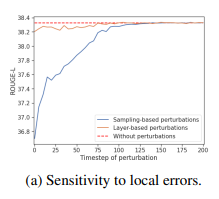 38.4
38.2
38.0
37.8
37.6
37.4
37.2
37.0
36.8
ROUGE-L
Sampling-based perturbations
Layer-based perturbations
Without perturbations
0 25 50 75 100 125 150 175 200
Timestep of perturbation
(a) Sensitivity to local errors.